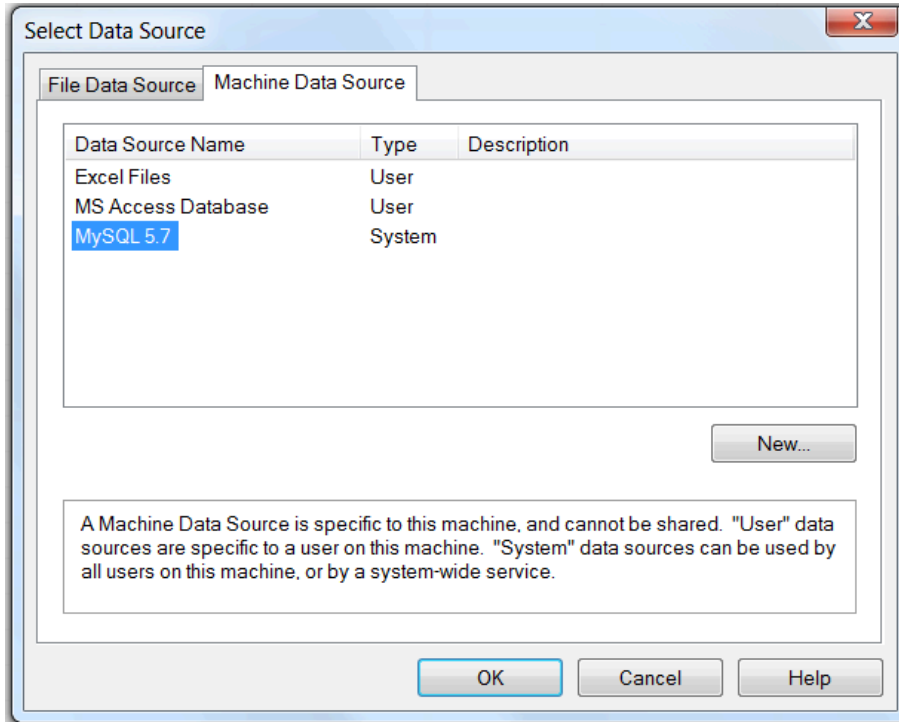 Select Data Source
File Data Source Machine Data Source
Data Source Name Type Description
Excel Files User
MS Access Database User
MySQL 5.7 System
New...
A Machine Data Source is specific to this machine, and cannot be shared. "User" data
sources are specific to a user on this machine. "System" data sources can be used by
all users on this machine, or by a system-wide service.
OK Cancel Help